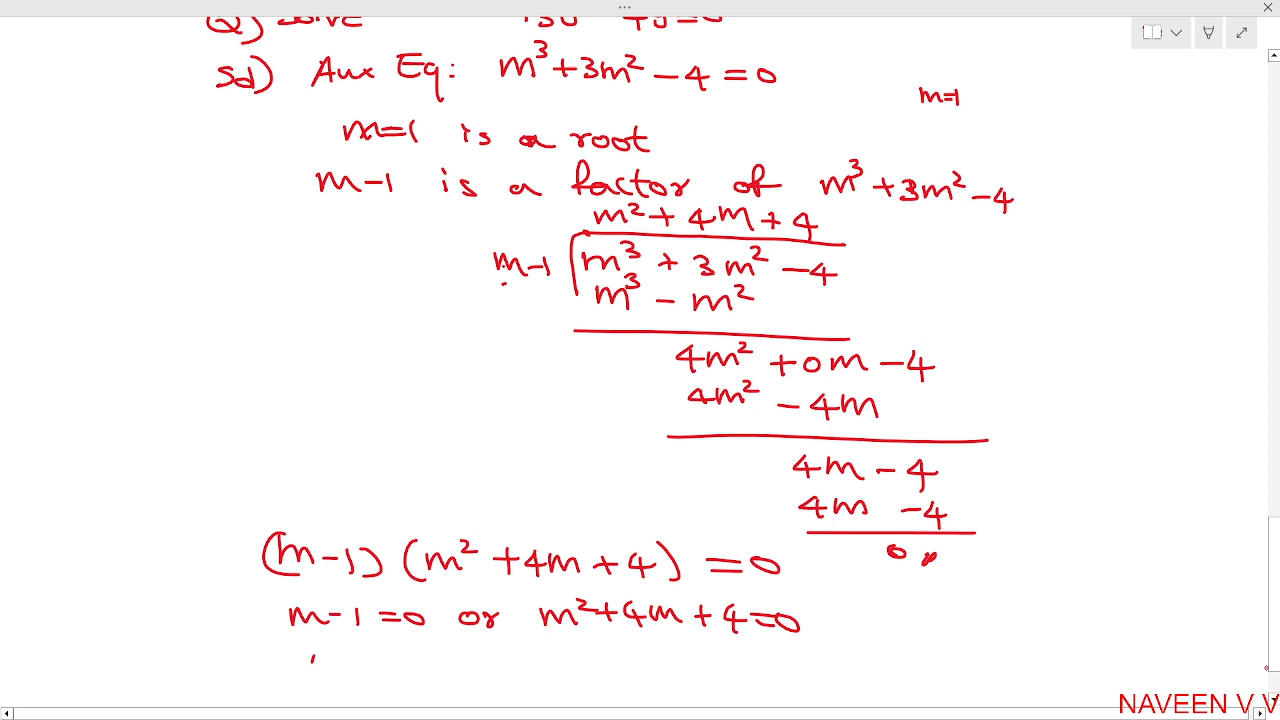 Q) Solve
Sol) Aux Eq: m³+3m²-4=0
m=1
m=1 is a root
m-1 is a factor of m³+3m²-4
m²+4m+4
m-1 m³+3m²-4
m³-m²
4m²+0m-4
4m²-4m
4m-4
4m-4
0
(m-1)(m²+4m+4)=0
m-1=0 or m²+4m+4=0
NAVEEN V V